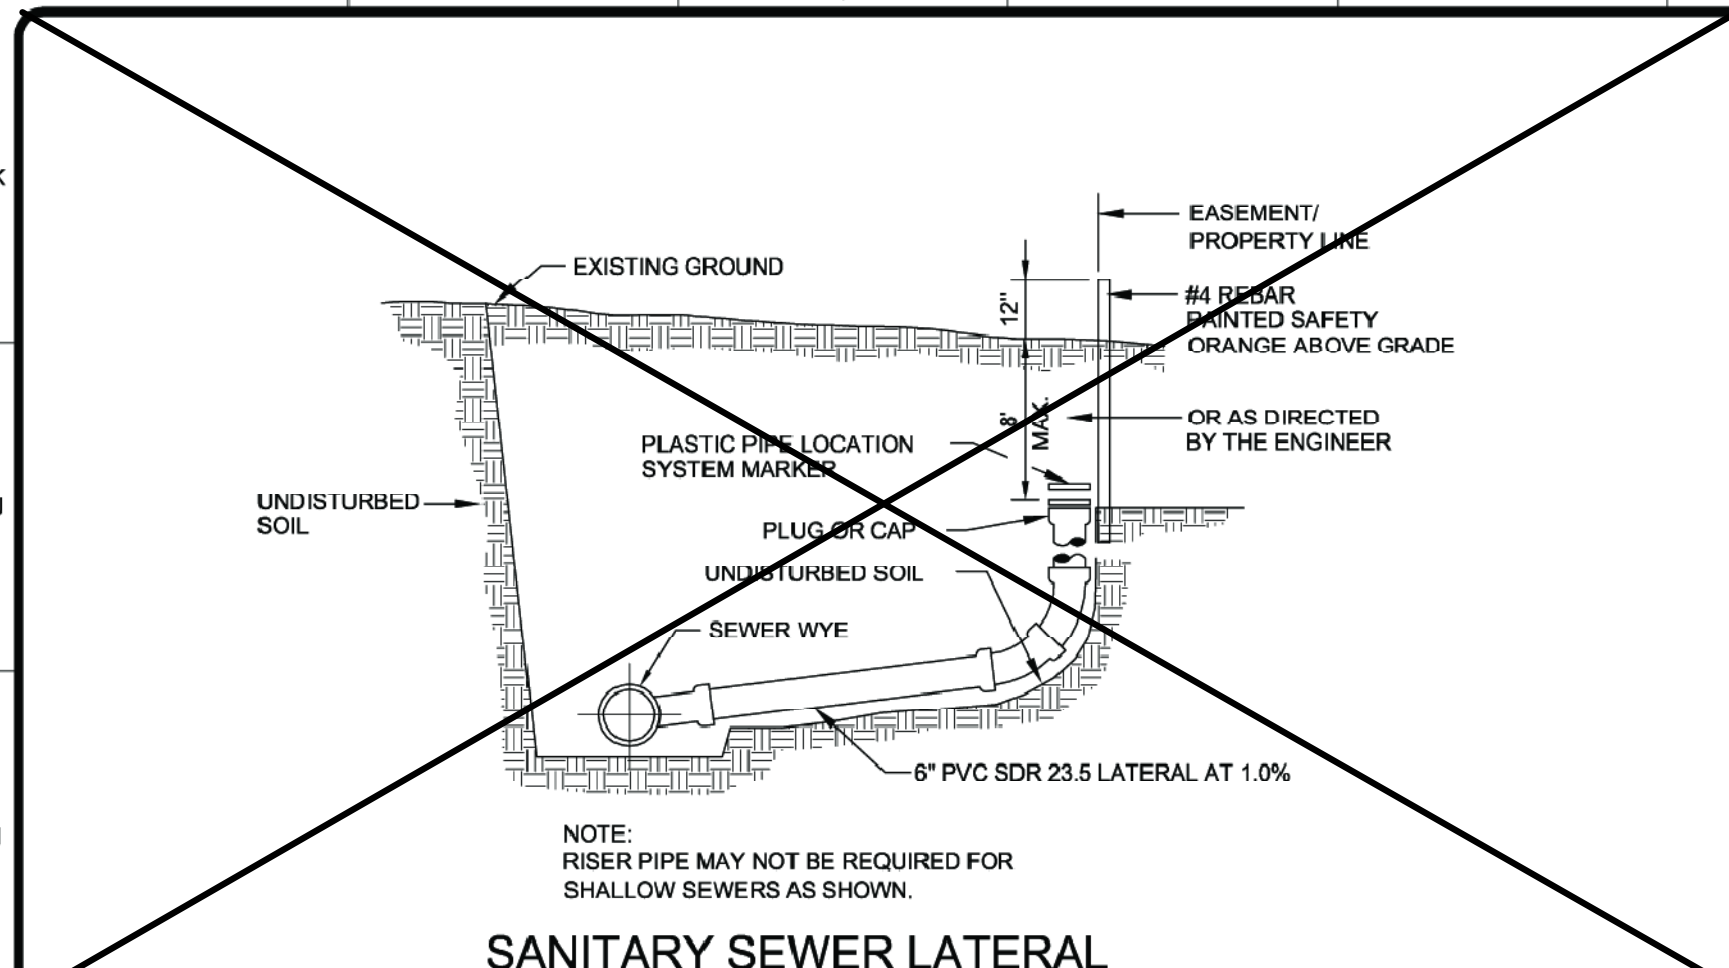 EASEMENT/
PROPERTY LINE
EXISTING GROUND
12"
#4 REBAR
PAINTED SAFETY
ORANGE ABOVE GRADE
8'
MAX.
OR AS DIRECTED
BY THE ENGINEER
PLASTIC PIPE LOCATION
SYSTEM MARKER
UNDISTURBED
SOIL
PLUG OR CAP
UNDISTURBED SOIL
SEWER WYE
6" PVC SDR 23.5 LATERAL AT 1.0%
NOTE:
RISER PIPE MAY NOT BE REQUIRED FOR
SHALLOW SEWERS AS SHOWN.
SANITARY SEWER LATERAL